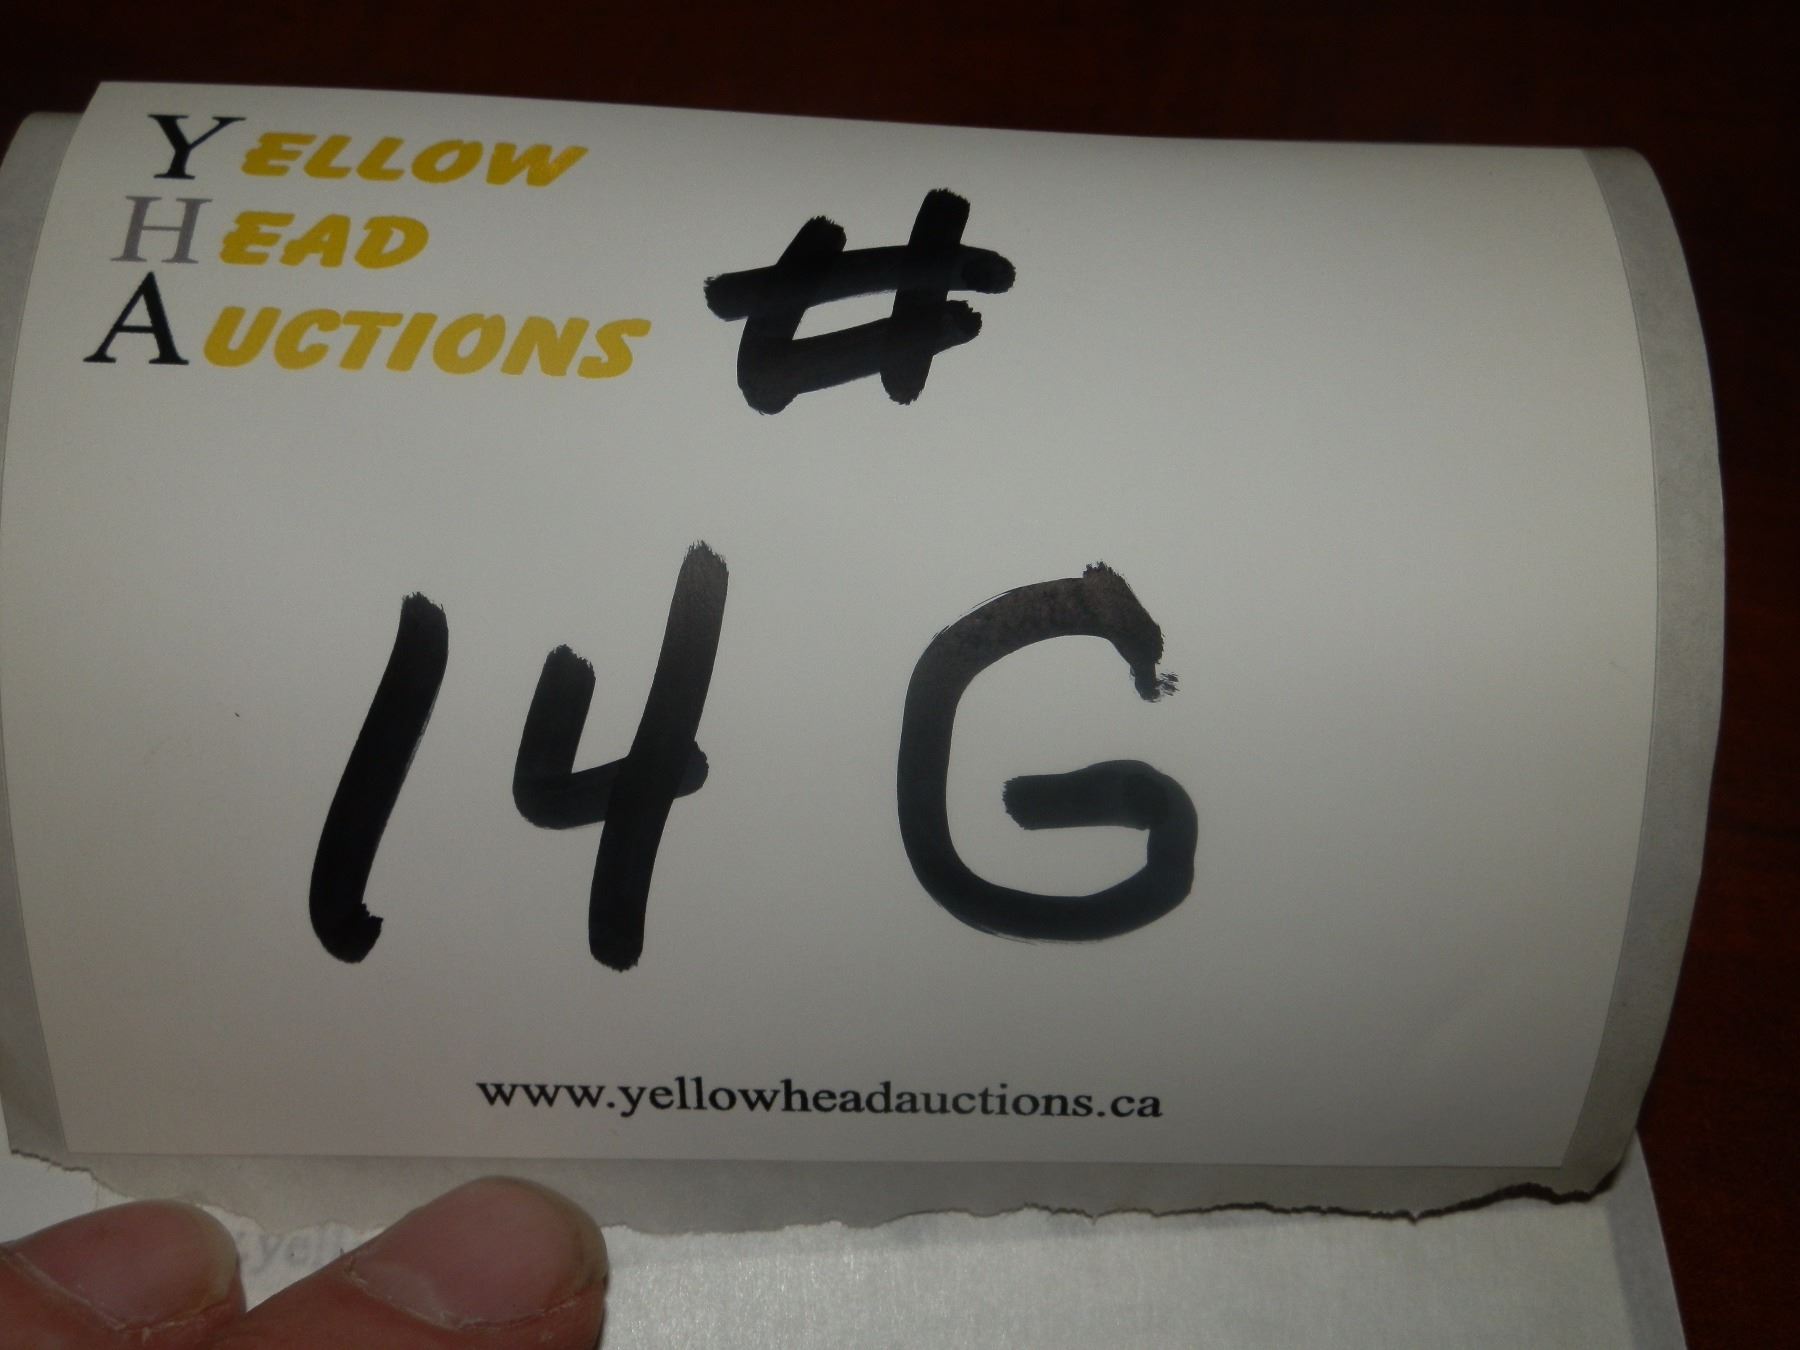 YELLOW
HEAD
AUCTIONS
#
14 G
www.yellowheadauctions.ca